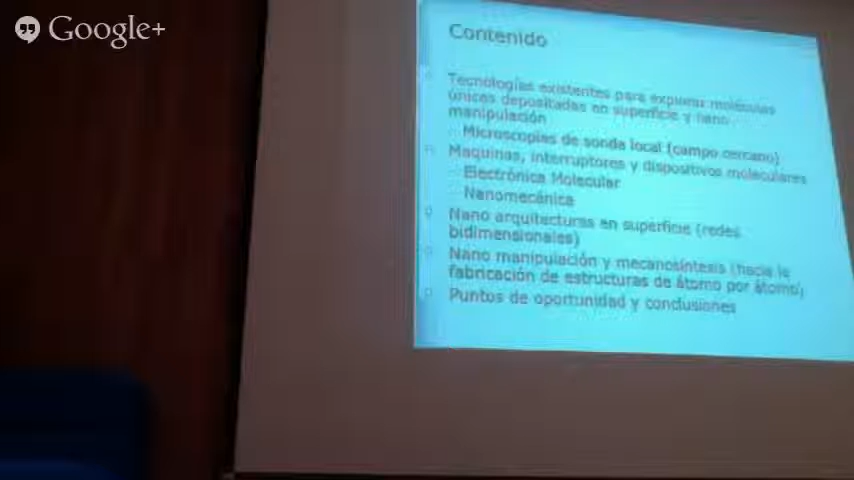 Google+
Contenido
Tecnologías existentes para explorar moléculas
únicas depositadas en superficie y nano
manipulación
Microscopías de sonda local (campo cercano)
Maquinas, interruptores y dispositivos moleculares
Electrónica Molecular
Nanomecánica
Nano arquitecturas en superficie (redes
bidimensionales)
Nano manipulación y mecanosíntesis (hacia la
fabricación de estructuras de átomo por átomo)
Puntos de oportunidad y conclusiones